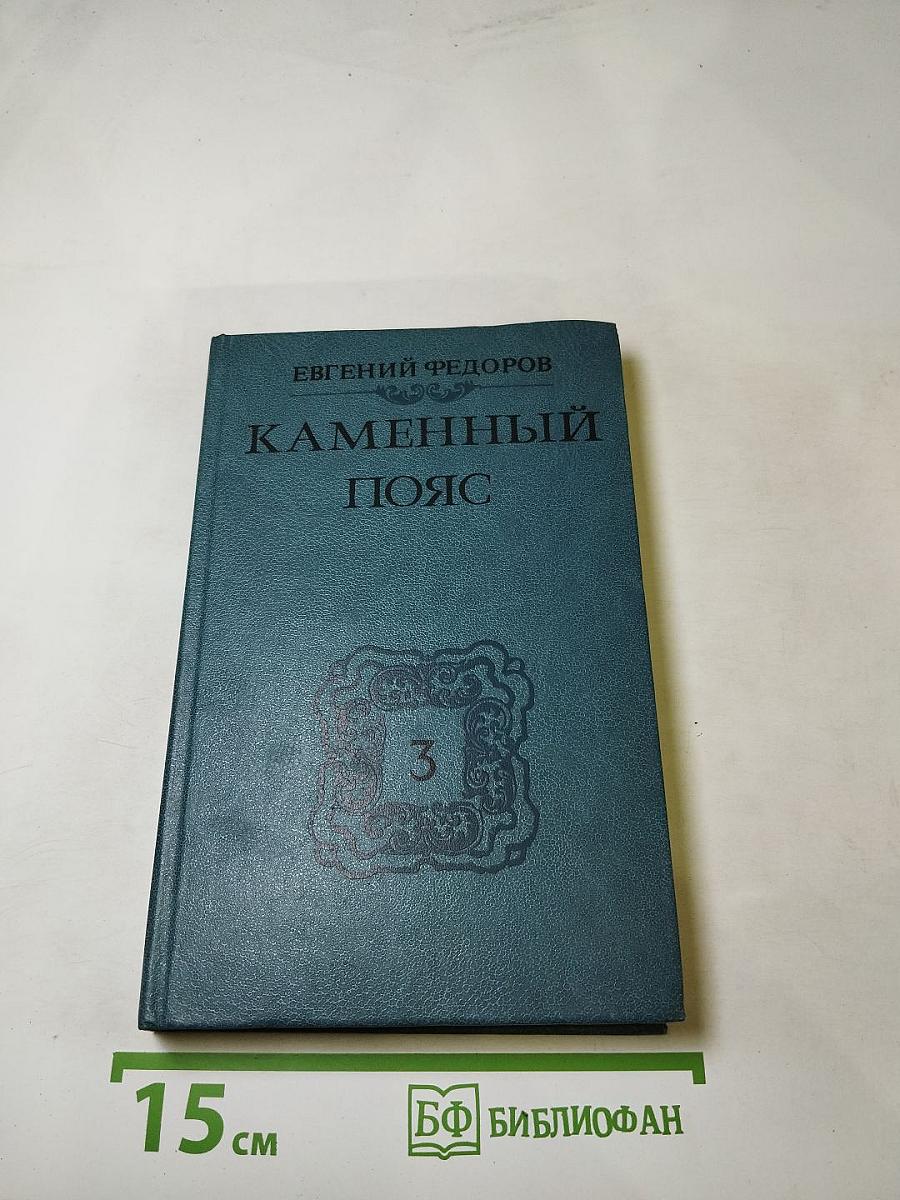 ЕВГЕНИЙ ФЕДОРОВ
КАМЕННЫЙ
ПОЯС
3
15 см
БФ БИБЛИОФАН